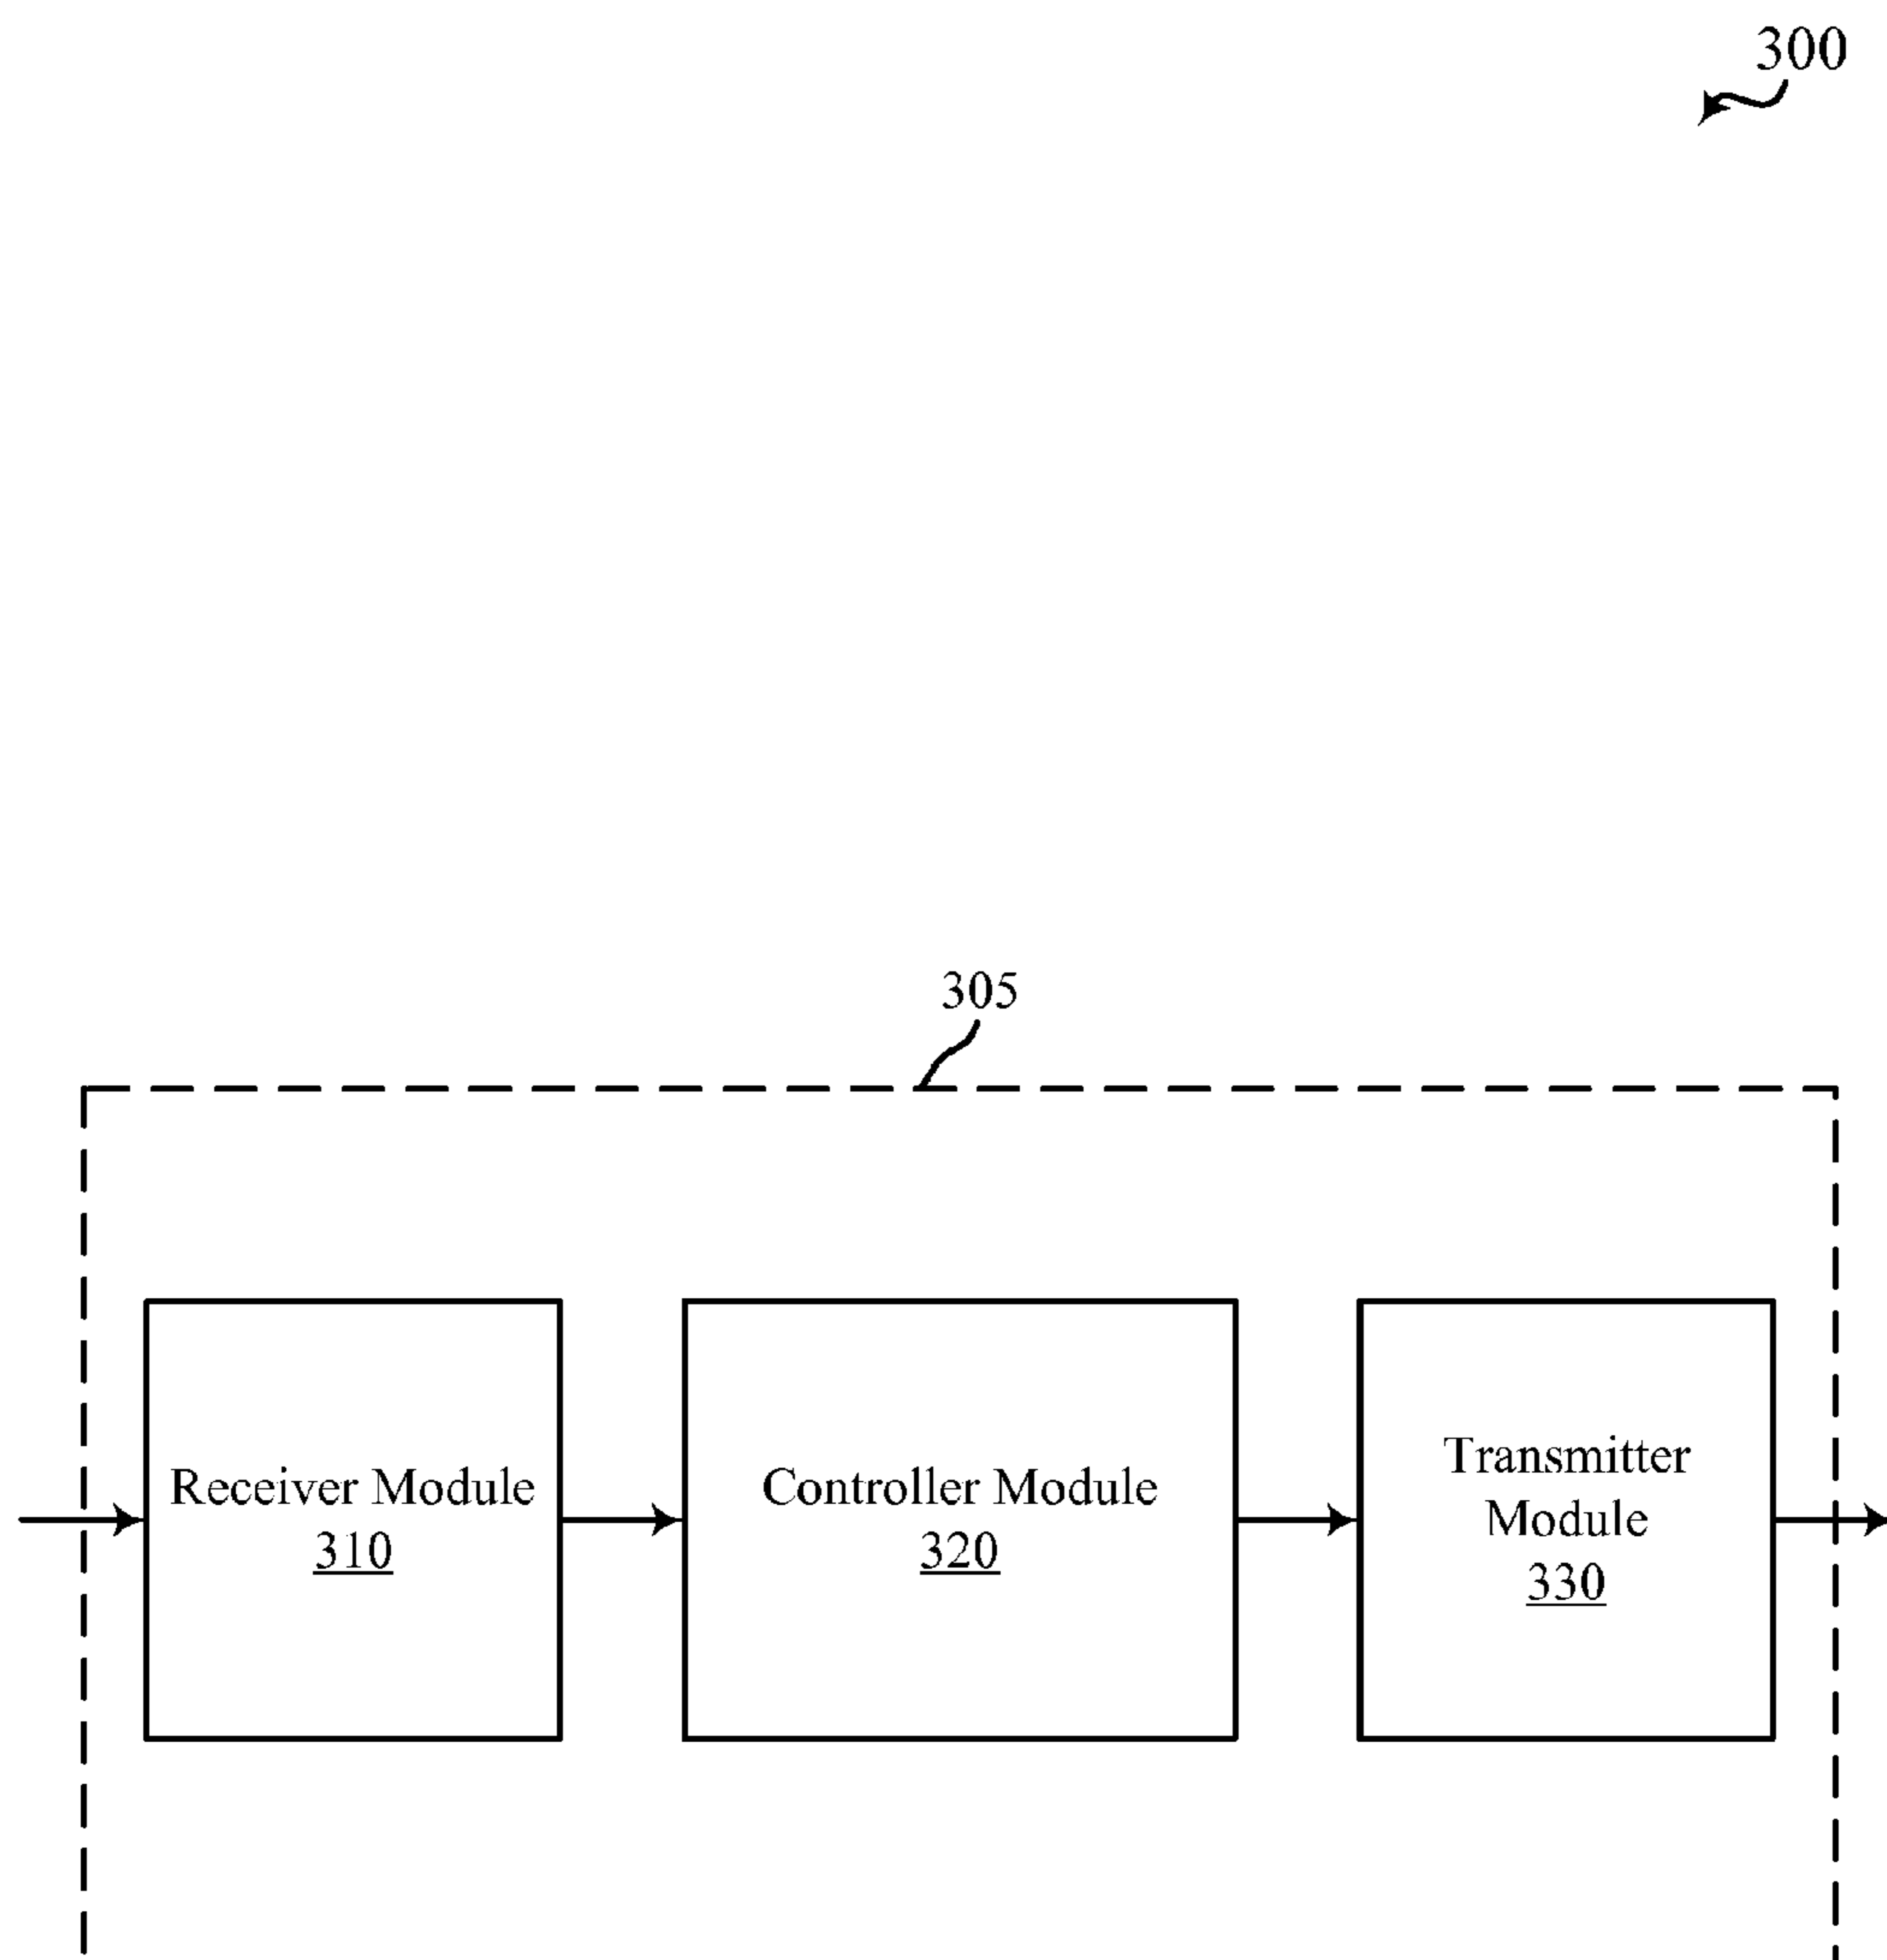 300
305
Receiver Module
310
Controller Module
320
Transmitter
Module
330